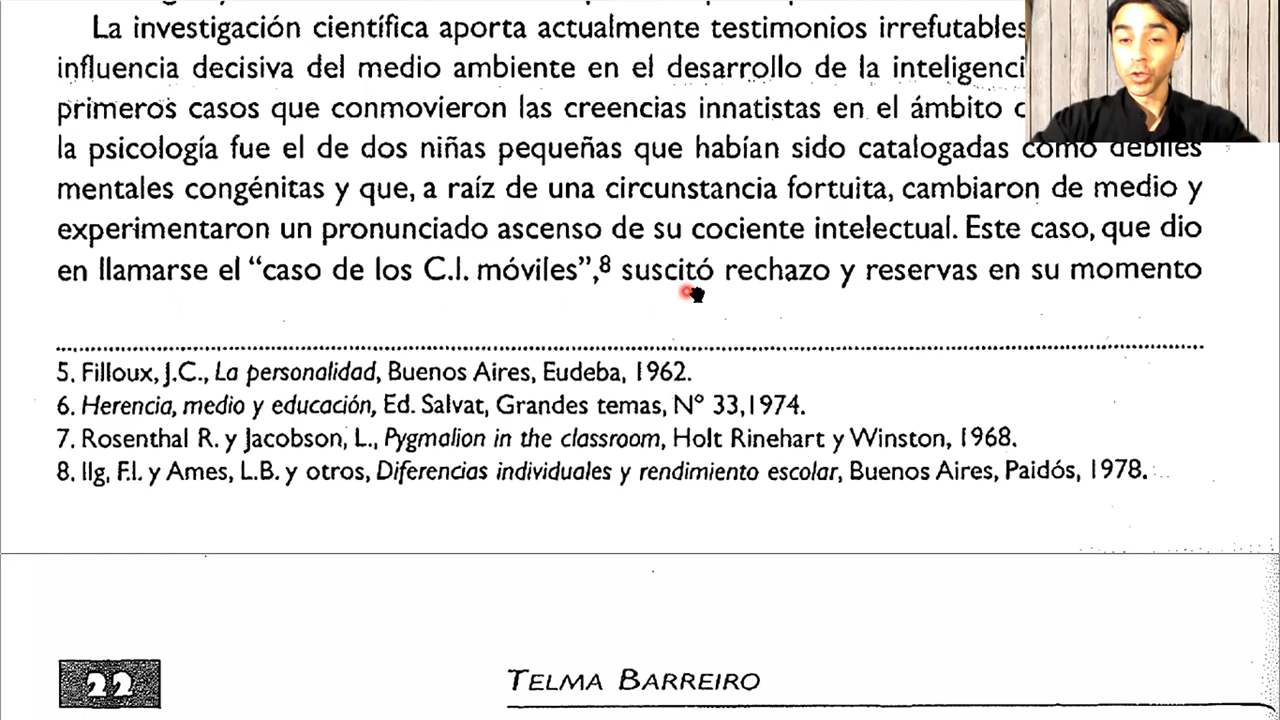 La investigación científica aporta actualmente testimonios irrefutables
influencia decisiva del medio ambiente en el desarrollo de la inteligenci
primeros casos que conmovieron las creencias innatistas en el ámbito
la psicología fue el de dos niñas pequeñas que habían sido catalogadas como débiles
mentales congénitas y que, a raíz de una circunstancia fortuita, cambiaron de medio y
experimentaron un pronunciado ascenso de su cociente intelectual. Este caso, que dio
en llamarse el “caso de los C.I. móviles”,⁸ suscitó rechazo y reservas en su momento
5. Filloux, J.C., La personalidad, Buenos Aires, Eudeba, 1962.
6. Herencia, medio y educación, Ed. Salvat, Grandes temas, N° 33,1974.
7. Rosenthal R. y Jacobson, L., Pygmalion in the classroom, Holt Rinehart y Winston, 1968.
8. Ilg, F.I. y Ames, L.B. y otros, Diferencias individuales y rendimiento escolar, Buenos Aires, Paidós, 1978.
22
TELMA BARREIRO